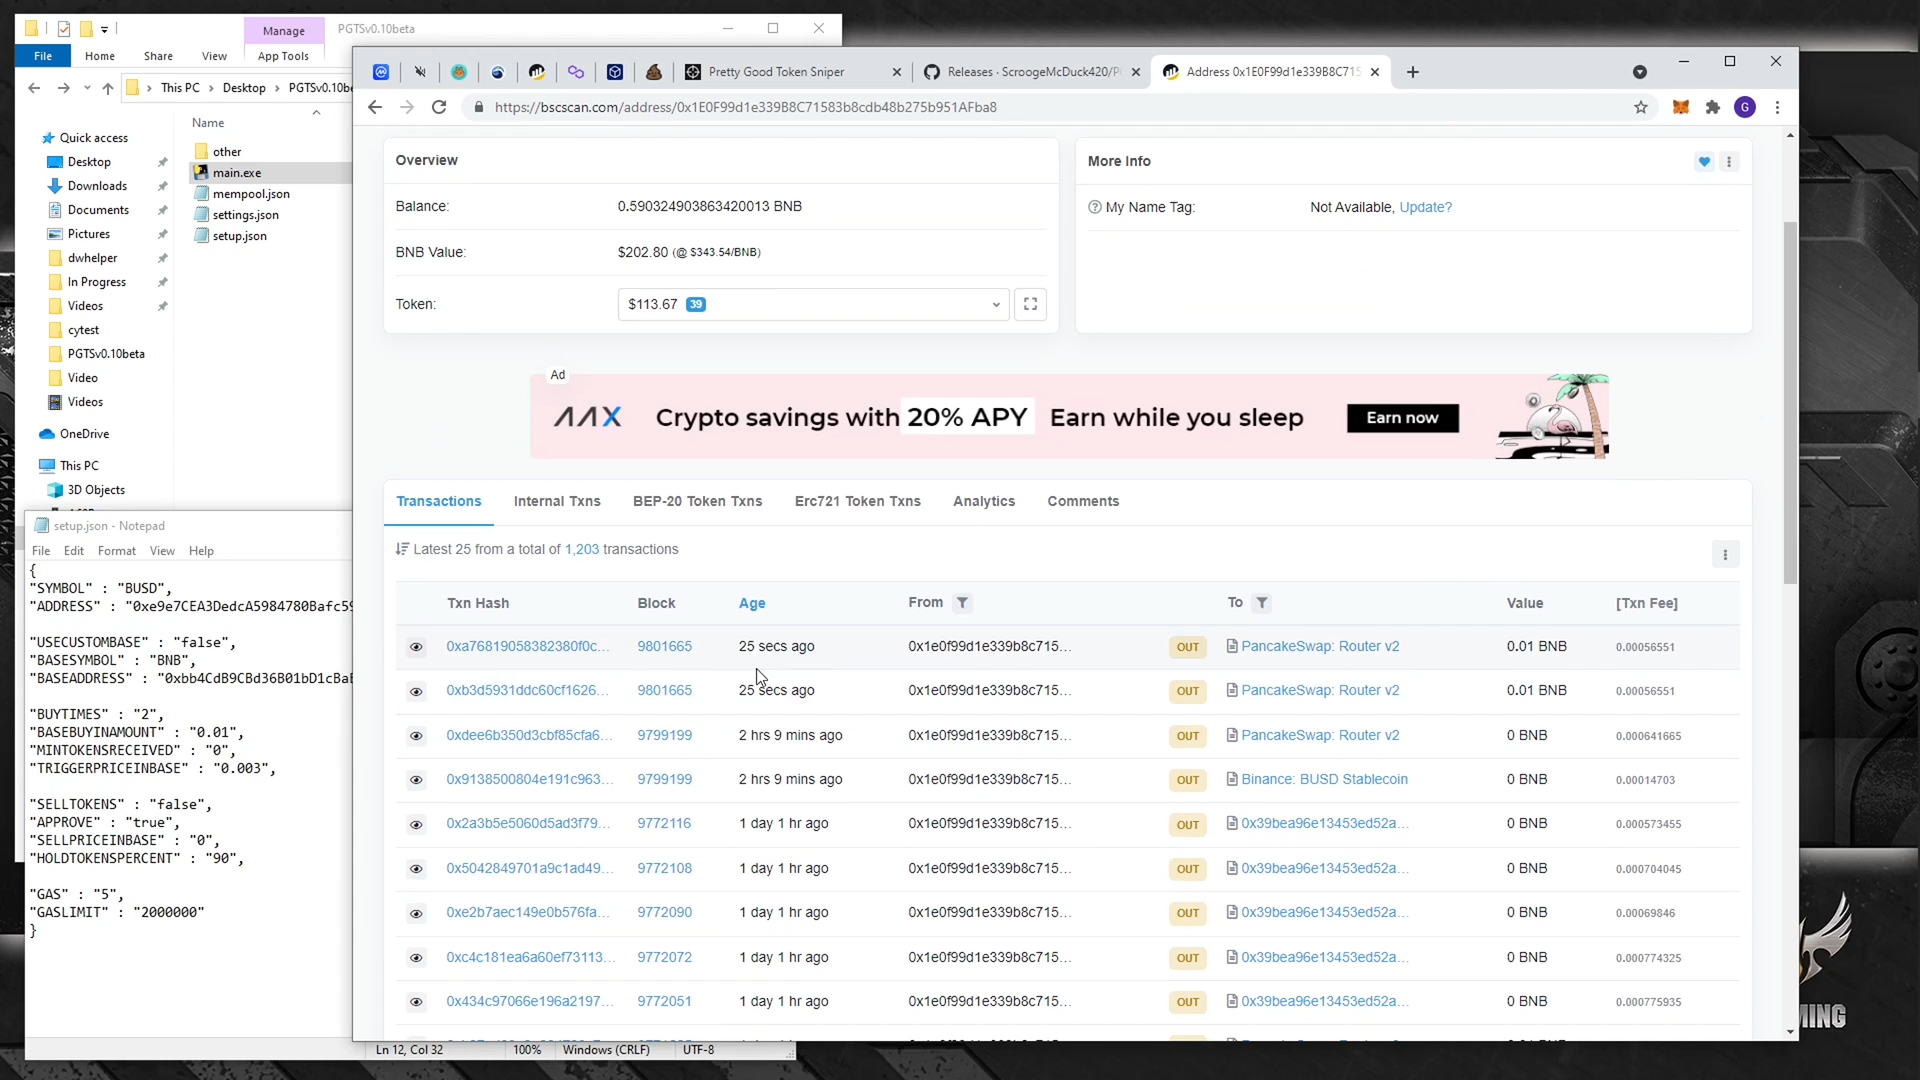 Manage
PGTSv0.10beta
File
Home
Share
View
App Tools
This PC
Desktop
Name
Quick access
Desktop
Downloads
Documents
Pictures
dwhelper
In Progress
Videos
cytest
PGTSv0.10beta
Video
Videos
OneDrive
This PC
3D Objects
other
main.exe
mempool.json
settings.json
setup.json
setup.json - Notepad
File Edit Format View Help
{
"SYMBOL" : "BUSD",
"ADDRESS" : "0xe9e7CEA3DedcA5984780Bafc59
"USECUSTOMBASE" : "false",
"BASESYMBOL" : "BNB",
"BASEADDRESS" : "0xbb4CdB9CBd36B01bD1cBaE
"BUYTIMES" : "2",
"BASEBUYINAMOUNT" : "0.01",
"MINTOKENSRECEIVED" : "0",
"TRIGGERPRICEINBASE" : "0.003",
"SELLTOKENS" : "false",
"APPROVE" : "true",
"SELLPRICEINBASE" : "0",
"HOLDTOKENSPERCENT" : "90",
"GAS" : "5",
"GASLIMIT" : "2000000"
}
Ln 12, Col 32 100% Windows (CRLF) UTF-8
Pretty Good Token Sniper
Releases · ScroogeMcDuck420/P
Address 0x1E0F99d1e339B8C715
https://bscscan.com/address/0x1E0F99d1e339B8C71583b8cdb48b275b951AFba8
G
Overview
Balance: 0.590324903863420013 BNB
BNB Value: $202.80 (@ $343.54/BNB)
Token: $113.67 39
More Info
My Name Tag: Not Available, Update?
Ad
AAX Crypto savings with 20% APY Earn while you sleep Earn now
Transactions Internal Txns BEP-20 Token Txns Erc721 Token Txns Analytics Comments
Latest 25 from a total of 1,203 transactions
Txn Hash Block Age From To Value [Txn Fee]
0xa76819058382380f0c... 9801665 25 secs ago 0x1e0f99d1e339b8c715... OUT PancakeSwap: Router v2 0.01 BNB 0.00056551
0xb3d5931ddc60cf1626... 9801665 25 secs ago 0x1e0f99d1e339b8c715... OUT PancakeSwap: Router v2 0.01 BNB 0.00056551
0xdee6b350d3cbf85cfa6... 9799199 2 hrs 9 mins ago 0x1e0f99d1e339b8c715... OUT PancakeSwap: Router v2 0 BNB 0.000641665
0x9138500804e191c963... 9799199 2 hrs 9 mins ago 0x1e0f99d1e339b8c715... OUT Binance: BUSD Stablecoin 0 BNB 0.00014703
0x2a3b5e5060d5ad3f79... 9772116 1 day 1 hr ago 0x1e0f99d1e339b8c715... OUT 0x39bea96e13453ed52a... 0 BNB 0.000573455
0x5042849701a9c1ad49... 9772108 1 day 1 hr ago 0x1e0f99d1e339b8c715... OUT 0x39bea96e13453ed52a... 0 BNB 0.000704045
0xe2b7aec149e0b576fa... 9772090 1 day 1 hr ago 0x1e0f99d1e339b8c715... OUT 0x39bea96e13453ed52a... 0 BNB 0.00069846
0xc4c181ea6a60ef73113... 9772072 1 day 1 hr ago 0x1e0f99d1e339b8c715... OUT 0x39bea96e13453ed52a... 0 BNB 0.000774325
0x434c97066e196a2197... 9772051 1 day 1 hr ago 0x1e0f99d1e339b8c715... OUT 0x39bea96e13453ed52a... 0 BNB 0.000775935
MING